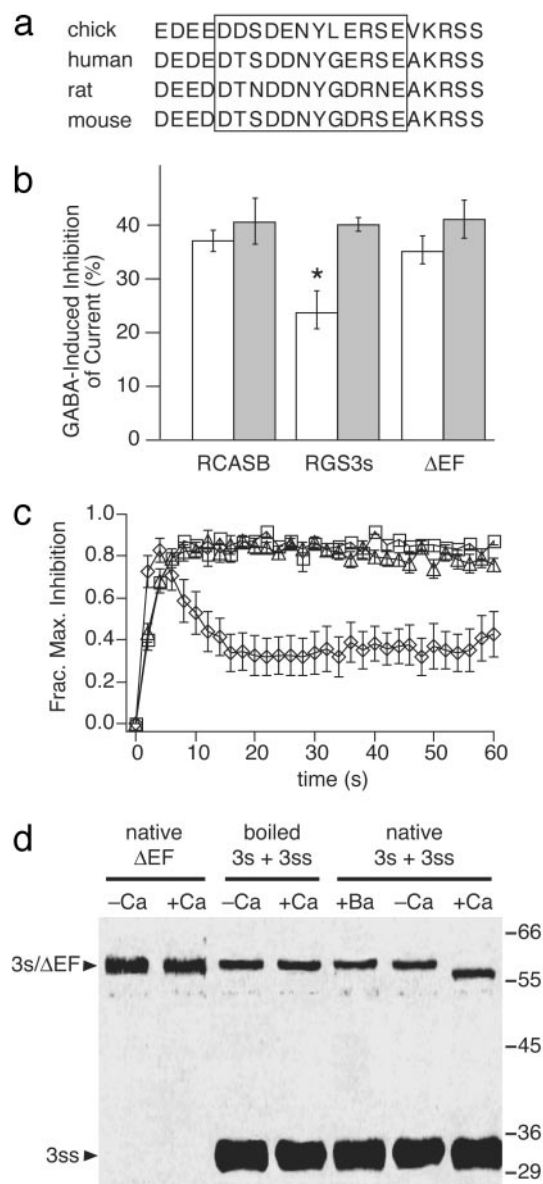 a
chick EDEEDDSDENYLERSEVKRSS
human DEDEDTSDDNYGERSEAKRSS
rat DEEDDTNDDNYGDRNEAKRSS
mouse DEEDDTSDDNYGDRSEAKRSS
b
GABA-Induced Inhibition
of Current (%)
40
30
20
10
0
*
RCASB RGS3s ΔEF
c
Frac. Max. Inhibition
1.0
0.8
0.6
0.4
0.2
0.0
0 10 20 30 40 50 60
time (s)
d
native boiled native
ΔEF 3s + 3ss 3s + 3ss
–Ca +Ca –Ca +Ca +Ba –Ca +Ca
3s/ΔEF
3ss
-66
-55
-45
-36
-29